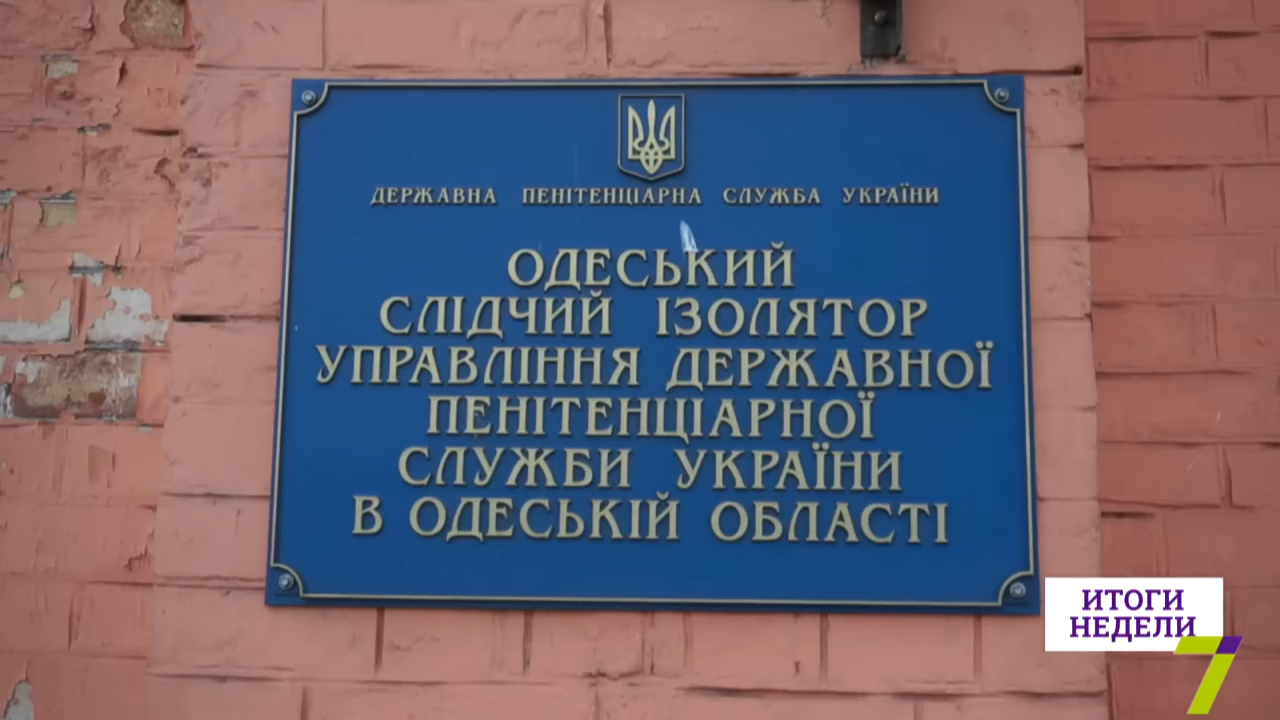 ДЕРЖАВНА ПЕНІТЕНЦІАРНА СЛУЖБА УКРАЇНИ
ОДЕСЬКИЙ
СЛІДЧИЙ ІЗОЛЯТОР
УПРАВЛІННЯ ДЕРЖАВНОЇ
ПЕНІТЕНЦІАРНОЇ
СЛУЖБИ УКРАЇНИ
В ОДЕСЬКІЙ ОБЛАСТІ
ИТОГИ
НЕДЕЛИ
7